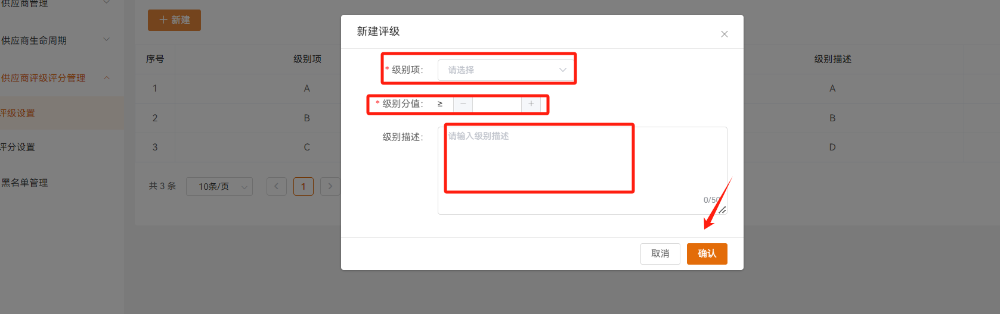 供应商管理
新建
新建评级
供应商生命周期
序号
级别项
级别描述
* 级别项:
请选择
供应商评级评分管理
1
A
A
* 级别分值:
≥
−
+
评级设置
2
B
B
级别描述:
请输入级别描述
评分设置
3
C
D
黑名单管理
共 3 条
10条/页
1
0/50
取消
确认